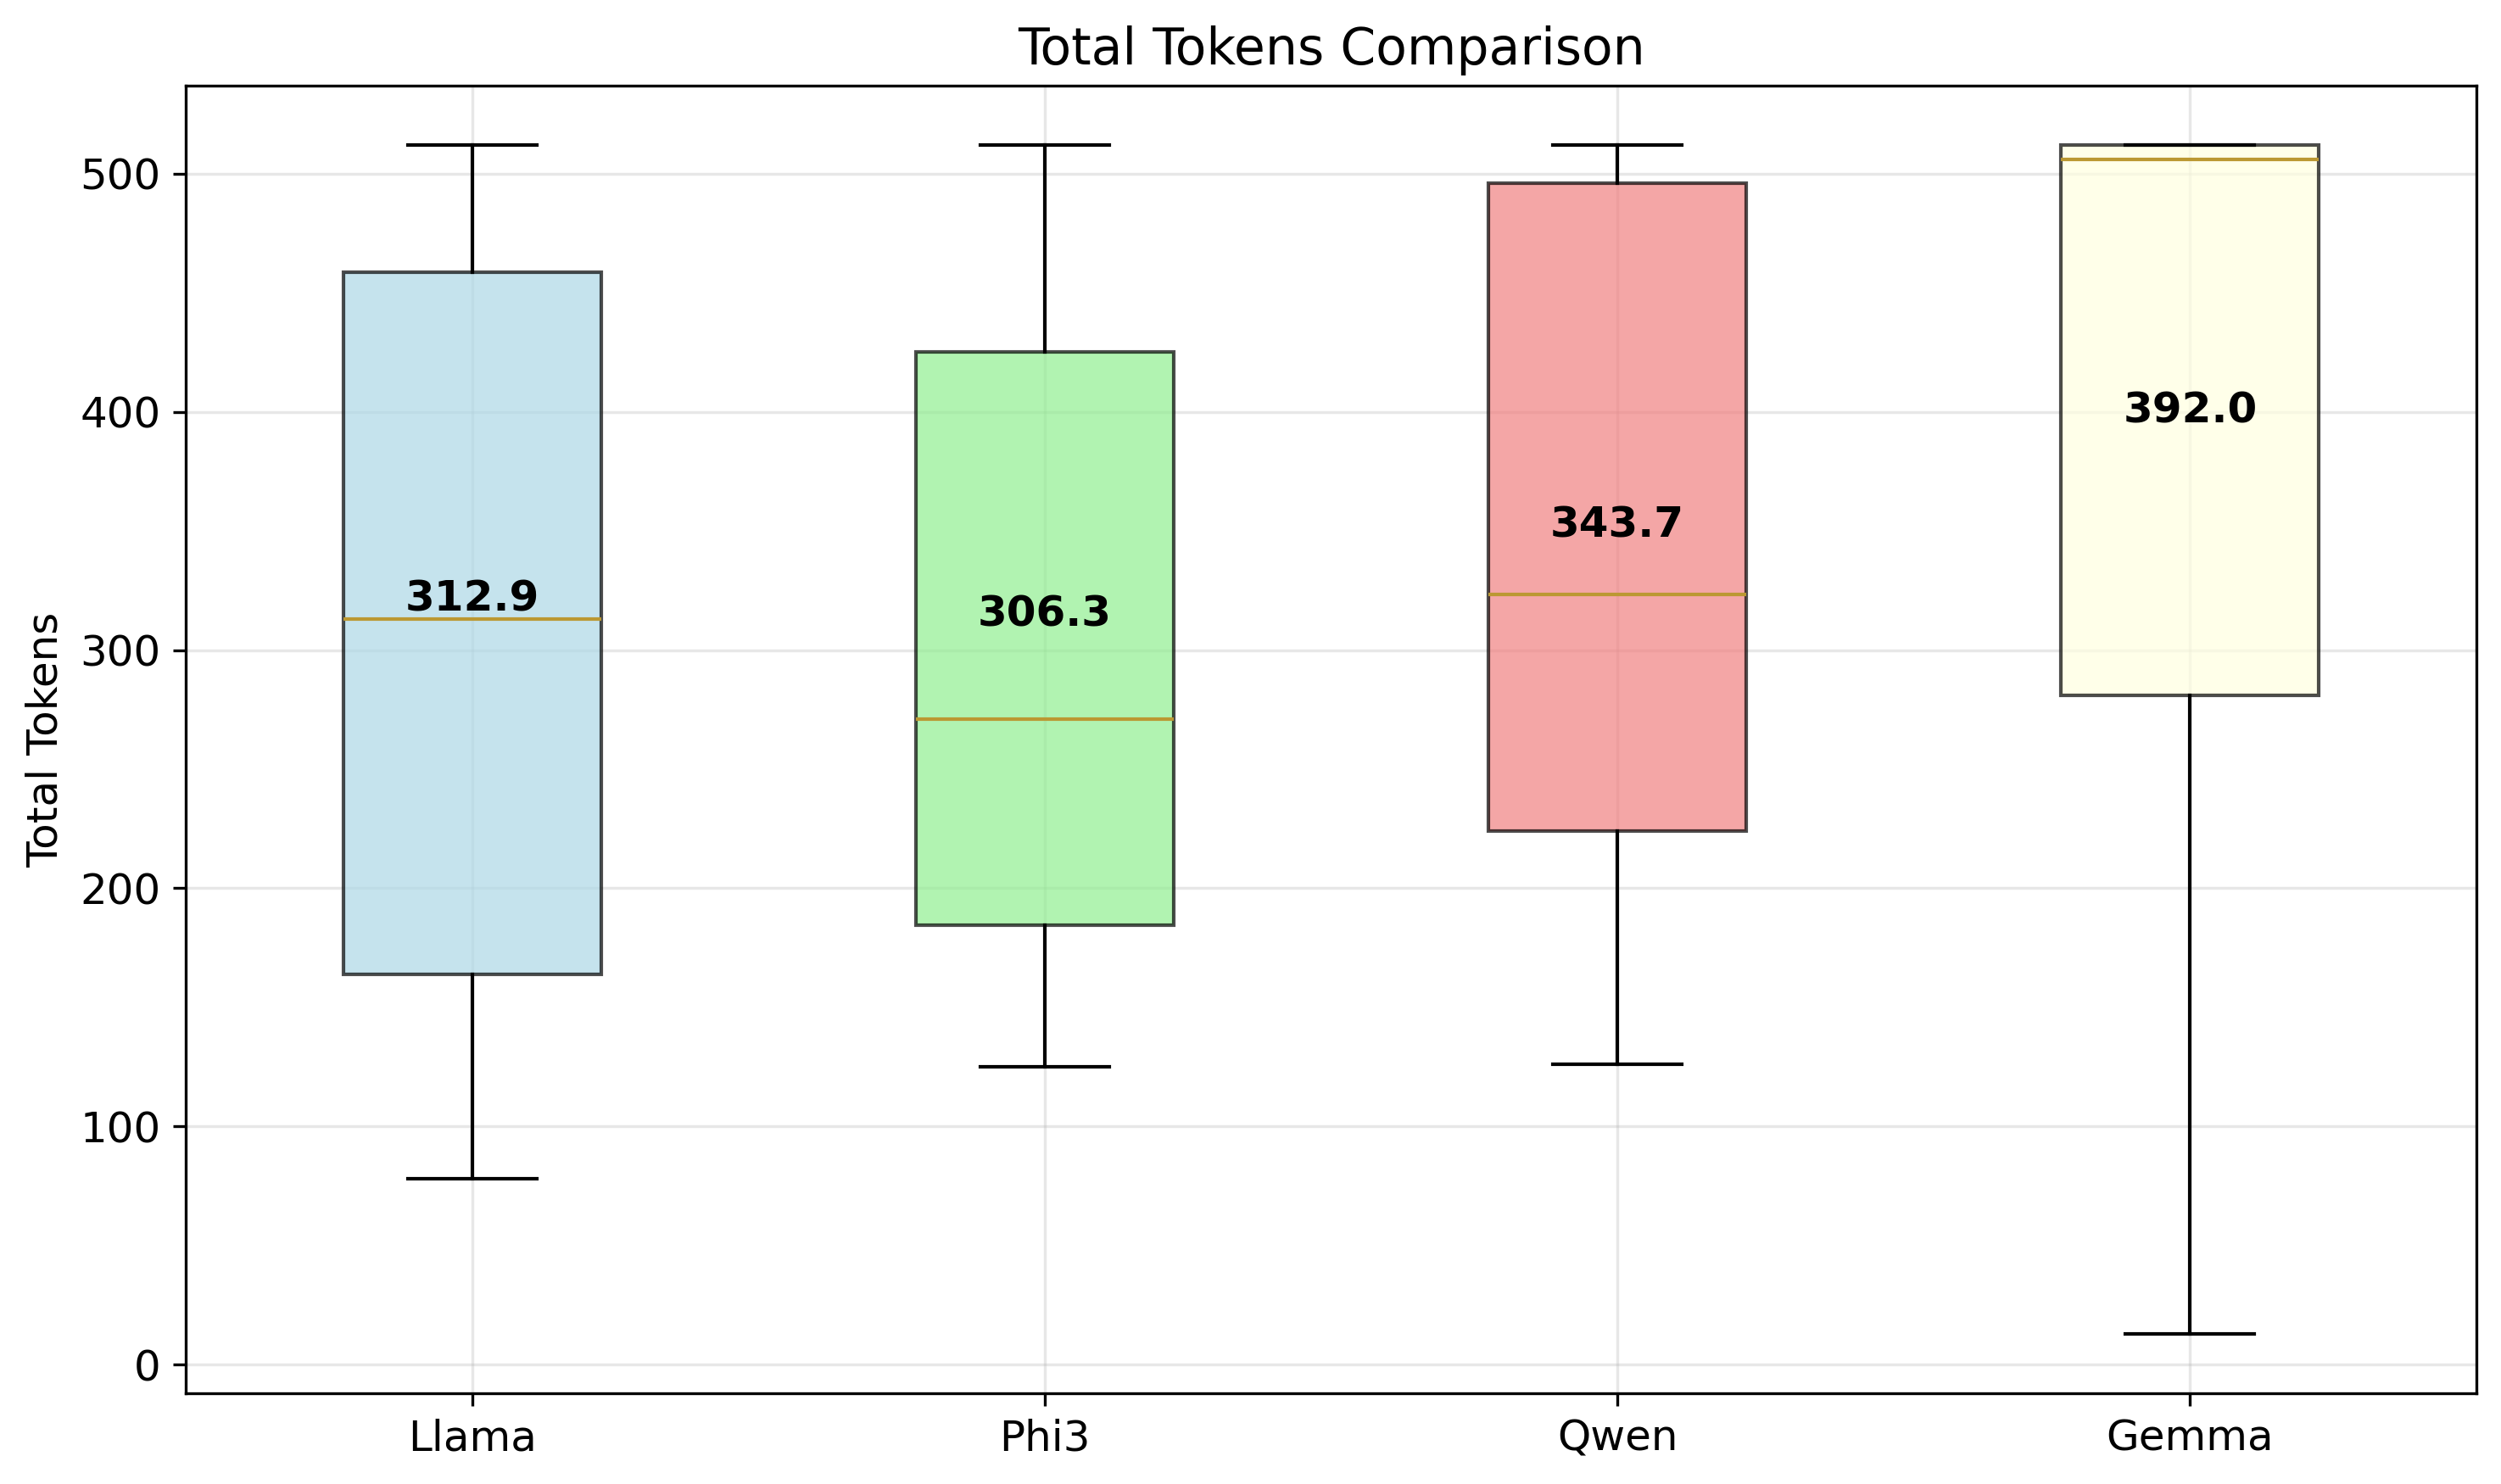 Total Tokens Comparison
Total Tokens
500
400
300
200
100
0
312.9
306.3
343.7
392.0
Llama
Phi3
Qwen
Gemma